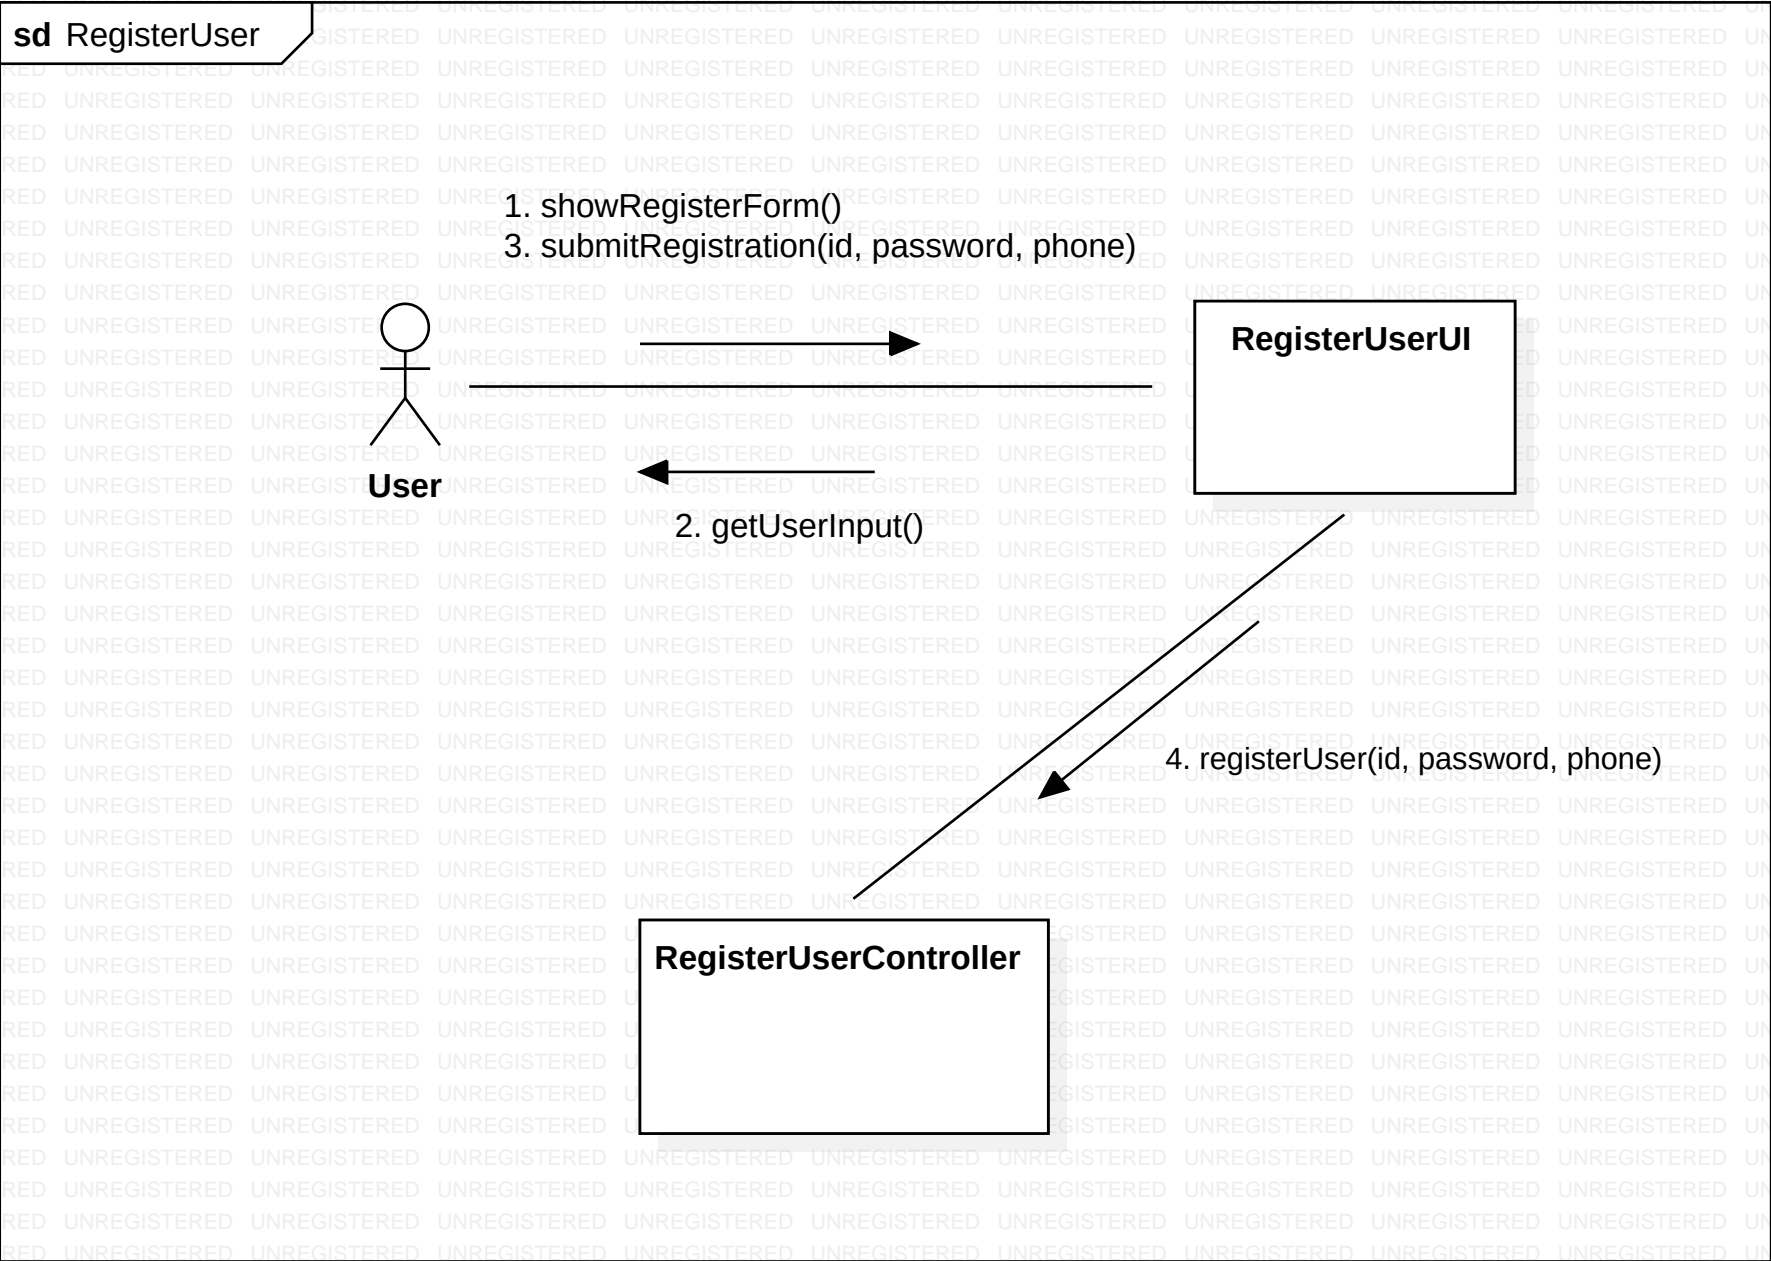 sd RegisterUser
1. showRegisterForm()
3. submitRegistration(id, password, phone)
RegisterUserUI
User
2. getUserInput()
4. registerUser(id, password, phone)
RegisterUserController
UNREGISTERED